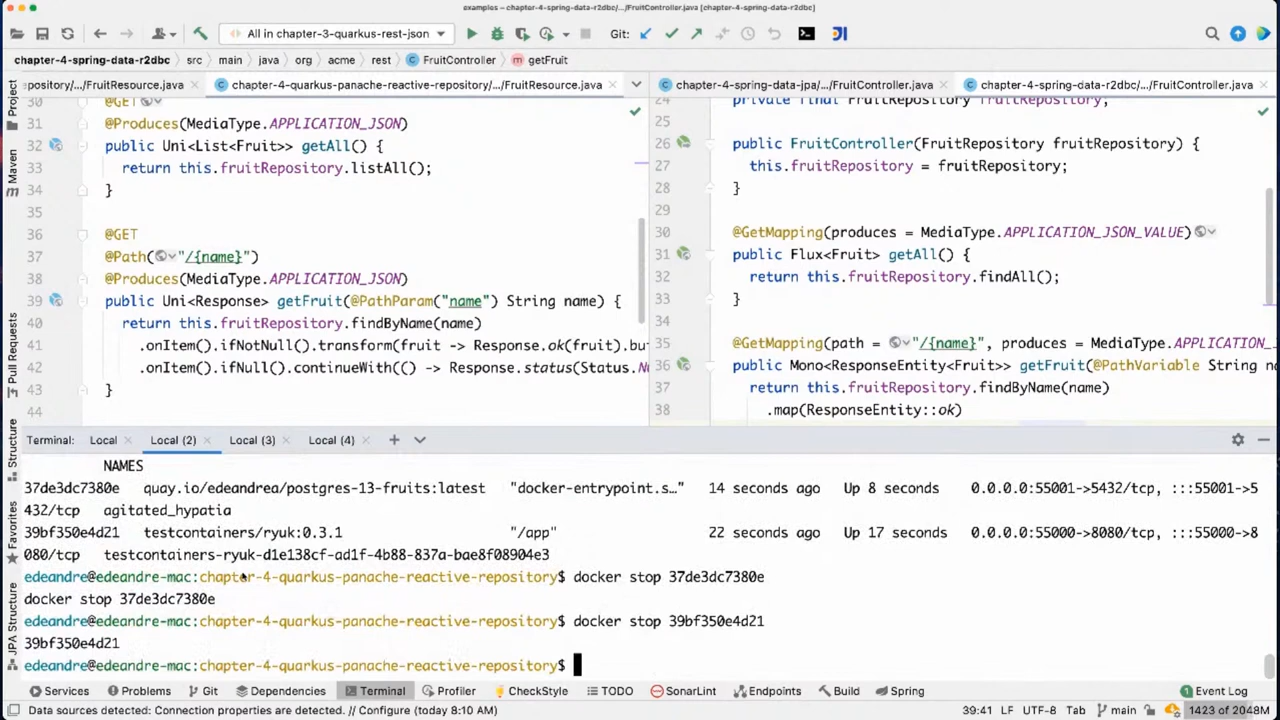 examples – chapter-4-spring-data-r2dbc/.../FruitController.java [chapter-4-spring-data-r2dbc]
All in chapter-3-quarkus-rest-json
Git:
chapter-4-spring-data-r2dbc
src
main
java
org
acme
rest
FruitController
getFruit
epository/.../FruitResource.java
chapter-4-quarkus-panache-reactive-repository/.../FruitResource.java
chapter-4-spring-data-jpa/.../FruitController.java
chapter-4-spring-data-r2dbc/.../FruitController.java
Project
Maven
Pull Requests
Structure
Favorites
JPA Structure
30 @GET
31 @Produces(MediaType.APPLICATION_JSON)
32 public Uni<List<Fruit>> getAll() {
33 return this.fruitRepository.listAll();
34 }
35
36 @GET
37 @Path("/{name}")
38 @Produces(MediaType.APPLICATION_JSON)
39 public Uni<Response> getFruit(@PathParam("name") String name) {
40 return this.fruitRepository.findByName(name)
41 .onItem().ifNotNull().transform(fruit -> Response.ok(fruit).bu
42 .onItem().ifNull().continueWith(() -> Response.status(Status.N
43 }
44
24 private final FruitRepository fruitRepository;
25
26 public FruitController(FruitRepository fruitRepository) {
27 this.fruitRepository = fruitRepository;
28 }
30 @GetMapping(produces = MediaType.APPLICATION_JSON_VALUE)
31 public Flux<Fruit> getAll() {
32 return this.fruitRepository.findAll();
33 }
34
35 @GetMapping(path = "/{name}", produces = MediaType.APPLICATION_
36 public Mono<ResponseEntity<Fruit>> getFruit(@PathVariable String n
37 return this.fruitRepository.findByName(name)
38 .map(ResponseEntity::ok)
Terminal: Local Local (2) Local (3) Local (4)
NAMES
37de3dc7380e quay.io/edeandrea/postgres-13-fruits:latest "docker-entrypoint.s…" 14 seconds ago Up 8 seconds 0.0.0.0:55001->5432/tcp, :::55001->5
432/tcp agitated_hypatia
39bf350e4d21 testcontainers/ryuk:0.3.1 "/app" 22 seconds ago Up 17 seconds 0.0.0.0:55000->8080/tcp, :::55000->8
080/tcp testcontainers-ryuk-d1e138cf-ad1f-4b88-837a-bae8f08904e3
edeandre@edeandre-mac:chapter-4-quarkus-panache-reactive-repository$ docker stop 37de3dc7380e
docker stop 37de3dc7380e
edeandre@edeandre-mac:chapter-4-quarkus-panache-reactive-repository$ docker stop 39bf350e4d21
39bf350e4d21
edeandre@edeandre-mac:chapter-4-quarkus-panache-reactive-repository$
Services Problems Git Dependencies Terminal Profiler CheckStyle TODO SonarLint Endpoints Build Spring Event Log
Data sources detected: Connection properties are detected. // Configure (today 8:10 AM) 39:41 LF UTF-8 Tab main 1423 of 2048M